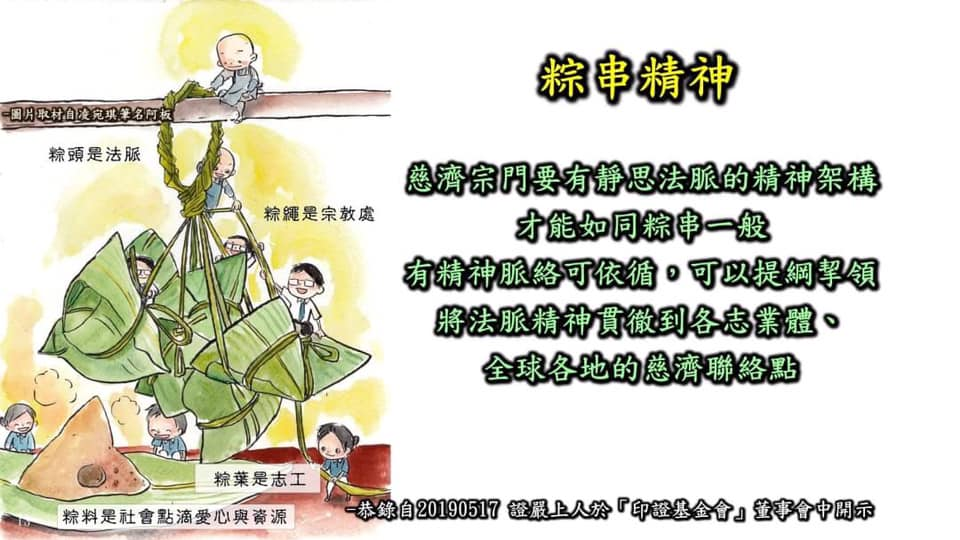 粽串精神
-圖片取材自凌宛琪筆名阿板
粽頭是法脈
粽繩是宗教處
慈濟宗門要有靜思法脈的精神架構
才能如同粽串一般
有精神脈絡可依循，可以提綱挈領
將法脈精神貫徹到各志業體、
全球各地的慈濟聯絡點
粽葉是志工
粽料是社會點滴愛心與資源
-恭錄自20190517 證嚴上人於「印證基金會」董事會中開示